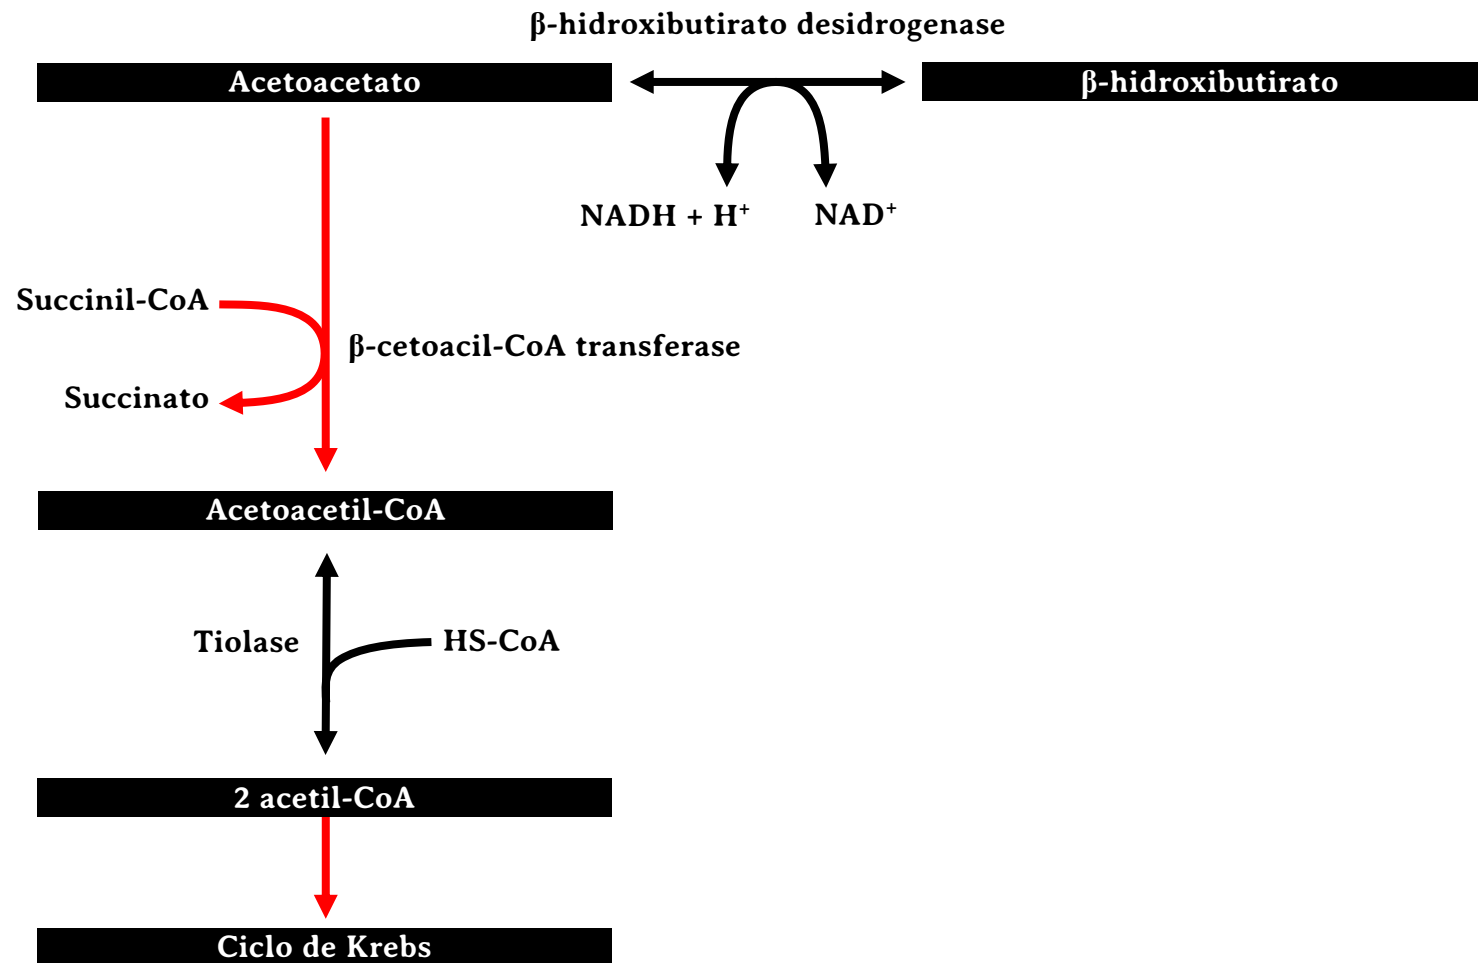 β-hidroxibutirato desidrogenase
Acetoacetato
β-hidroxibutirato
NADH + H⁺
NAD⁺
Succinil-CoA
β-cetoacil-CoA transferase
Succinato
Acetoacetil-CoA
Tiolase
HS-CoA
2 acetil-CoA
Ciclo de Krebs